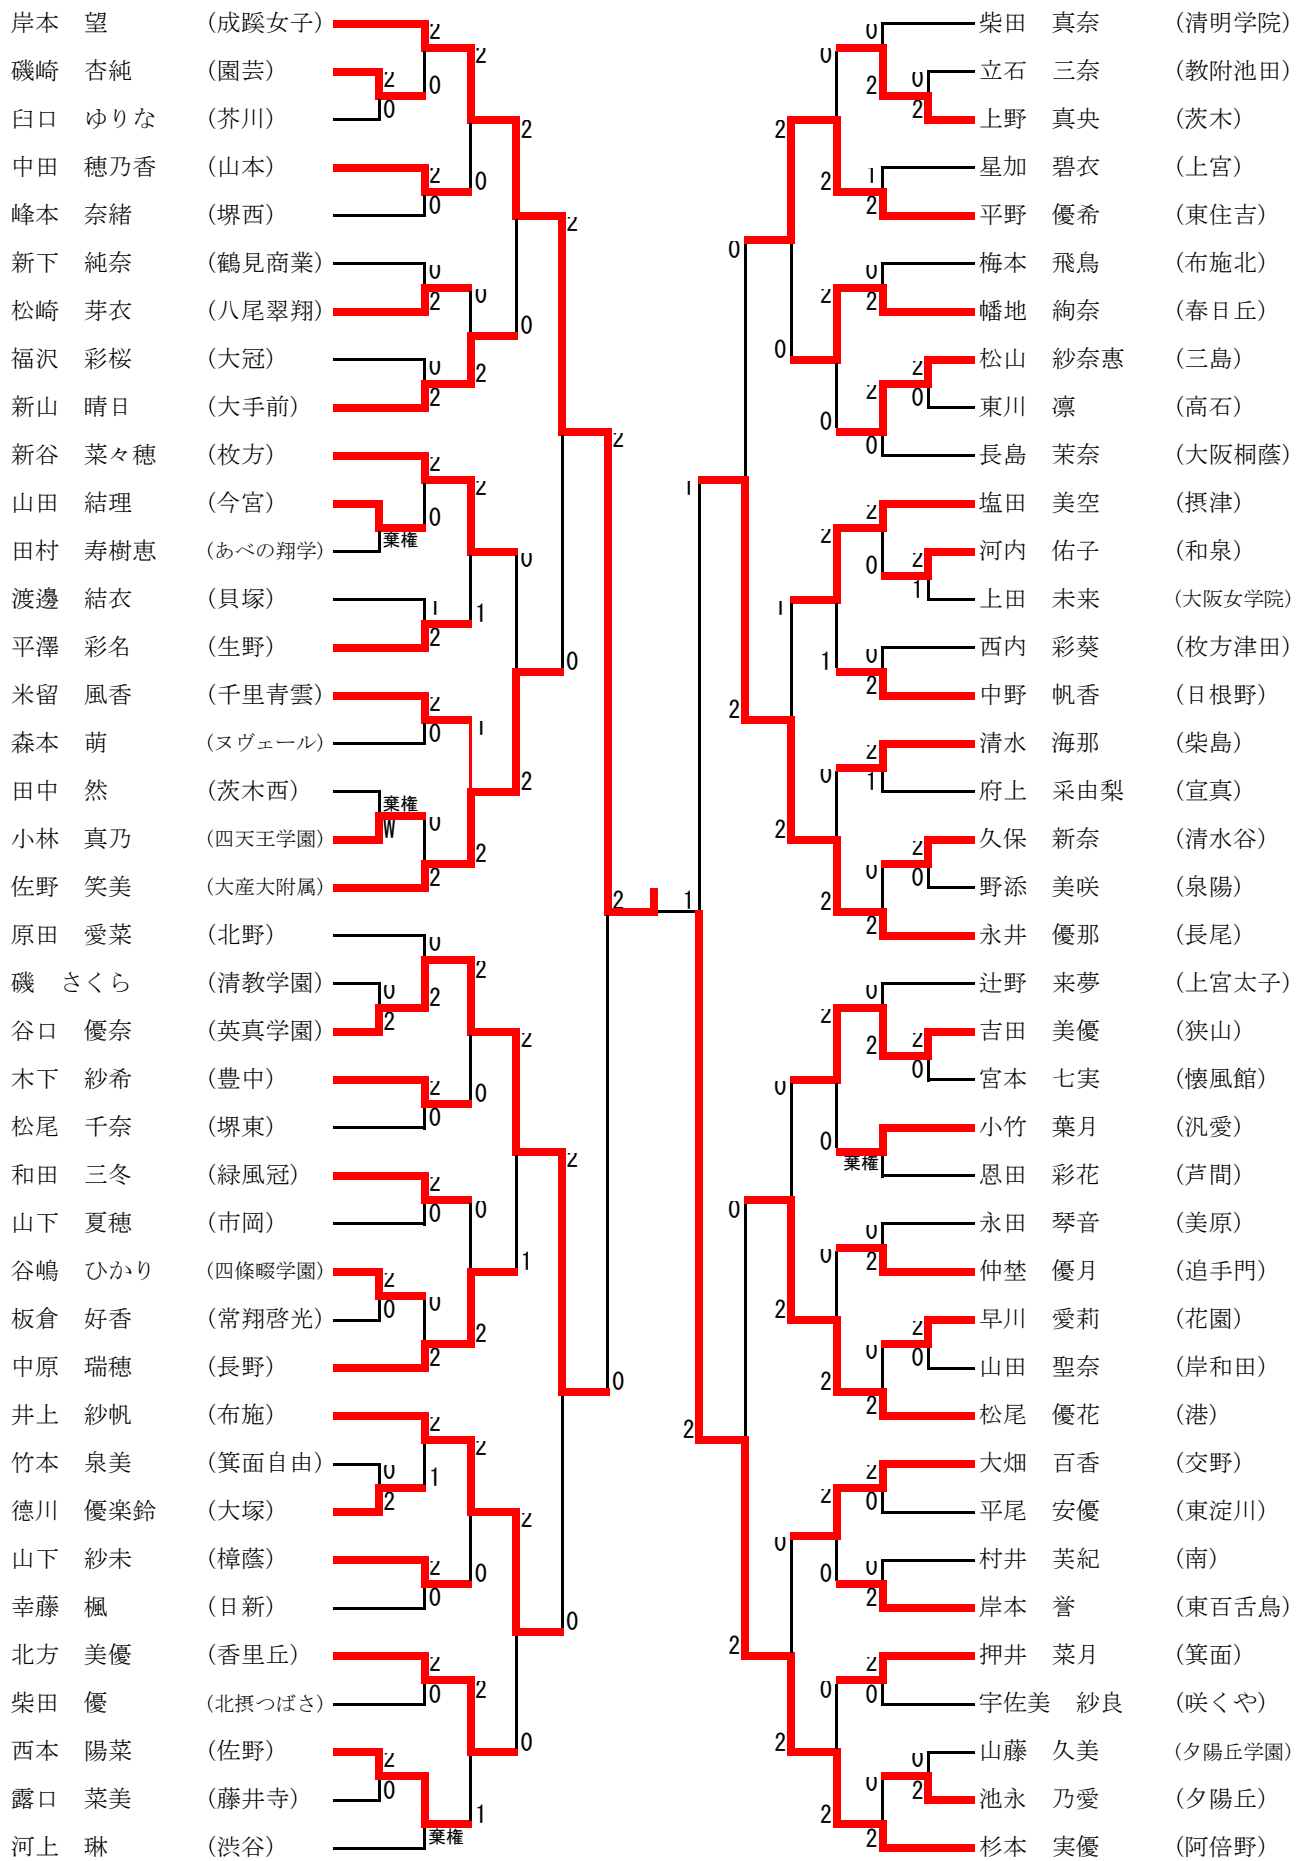 岸本　望　(成蹊女子)
磯崎　杏純　(園芸)
臼口　ゆりな　(芥川)
中田　穂乃香　(山本)
峰本　奈緒　(堺西)
新下　純奈　(鶴見商業)
松崎　芽衣　(八尾翠翔)
福沢　彩桜　(大冠)
新山　晴日　(大手前)
新谷　菜々穂　(枚方)
山田　結理　(今宮)
棄権
田村　寿樹恵　(あべの翔学)
渡邊　結衣　(貝塚)
平澤　彩名　(生野)
米留　風香　(千里青雲)
森本　萌　(ヌヴェール)
田中　然　(茨木西)
棄権
W
小林　真乃　(四天王学園)
佐野　笑美　(大産大附属)
原田　愛菜　(北野)
磯　さくら　(清教学園)
谷口　優奈　(英真学園)
木下　紗希　(豊中)
松尾　千奈　(堺東)
和田　三冬　(緑風冠)
山下　夏穂　(市岡)
谷嶋　ひかり　(四條畷学園)
板倉　好香　(常翔啓光)
中原　瑞穂　(長野)
井上　紗帆　(布施)
竹本　泉美　(箕面自由)
德川　優楽鈴　(大塚)
山下　紗未　(樟蔭)
幸藤　楓　(日新)
北方　美優　(香里丘)
柴田　優　(北摂つばさ)
西本　陽菜　(佐野)
露口　菜美　(藤井寺)
棄権
河上　琳　(渋谷)
2 1
柴田　真奈　(清明学院)
立石　三奈　(教附池田)
上野　真央　(茨木)
星加　碧衣　(上宮)
平野　優希　(東住吉)
梅本　飛鳥　(布施北)
幡地　絢奈　(春日丘)
松山　紗奈恵　(三島)
東川　凛　(高石)
長島　茉奈　(大阪桐蔭)
塩田　美空　(摂津)
河内　佑子　(和泉)
上田　未来　(大阪女学院)
西内　彩葵　(枚方津田)
中野　帆香　(日根野)
清水　海那　(柴島)
府上　采由梨　(宣真)
久保　新奈　(清水谷)
野添　美咲　(泉陽)
永井　優那　(長尾)
辻野　来夢　(上宮太子)
吉田　美優　(狭山)
宮本　七実　(懐風館)
小竹　葉月　(汎愛)
棄権
恩田　彩花　(芦間)
永田　琴音　(美原)
仲埜　優月　(追手門)
早川　愛莉　(花園)
山田　聖奈　(岸和田)
松尾　優花　(港)
大畑　百香　(交野)
平尾　安優　(東淀川)
村井　芙紀　(南)
岸本　誉　(東百舌鳥)
押井　菜月　(箕面)
宇佐美　紗良　(咲くや)
山藤　久美　(夕陽丘学園)
池永　乃愛　(夕陽丘)
杉本　実優　(阿倍野)